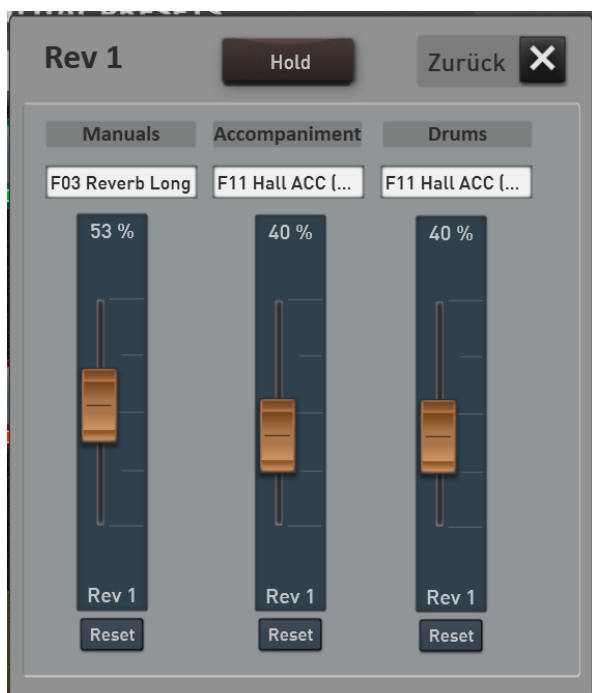 Rev 1
Hold
Zurück
Manuals
Accompaniment
Drums
F03 Reverb Long
F11 Hall ACC (...
F11 Hall ACC (...
53 %
40 %
40 %
Rev 1
Rev 1
Rev 1
Reset
Reset
Reset